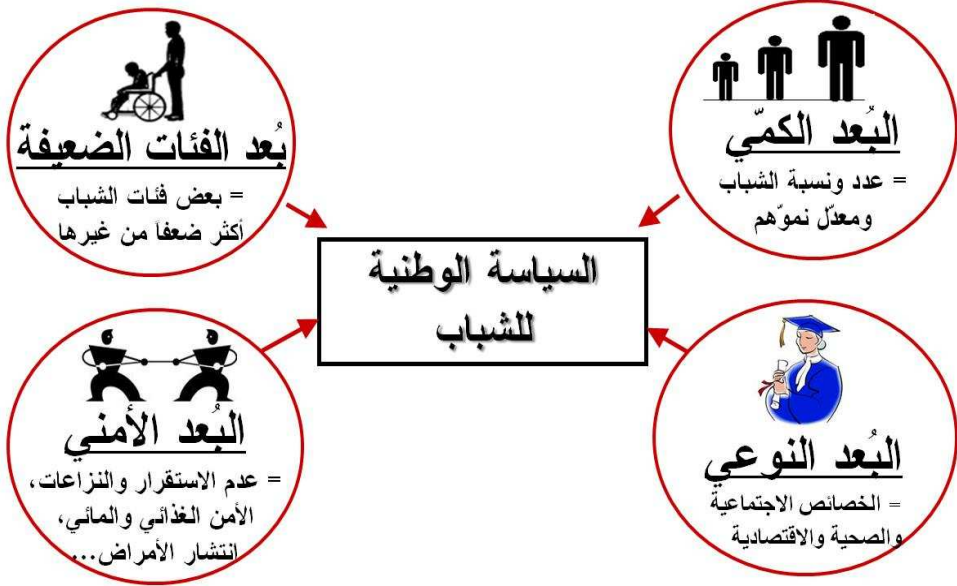 البُعد الكمّي
= عدد ونسبة الشباب
ومعدّل نموّهم
بُعد الفئات الضعيفة
= بعض فئات الشباب
أكثر ضعفاً من غيرها
السياسة الوطنية
للشباب
البُعد النوعي
= الخصائص الاجتماعية
والصحية والاقتصادية
البُعد الأمني
= عدم الاستقرار والنزاعات،
الأمن الغذائي والمائي،
انتشار الأمراض...